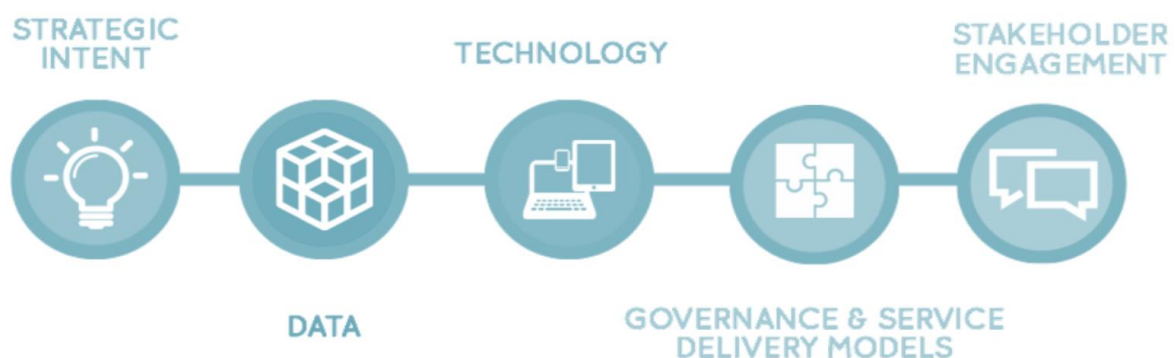 STRATEGIC
INTENT
DATA
TECHNOLOGY
GOVERNANCE & SERVICE
DELIVERY MODELS
STAKEHOLDER
ENGAGEMENT